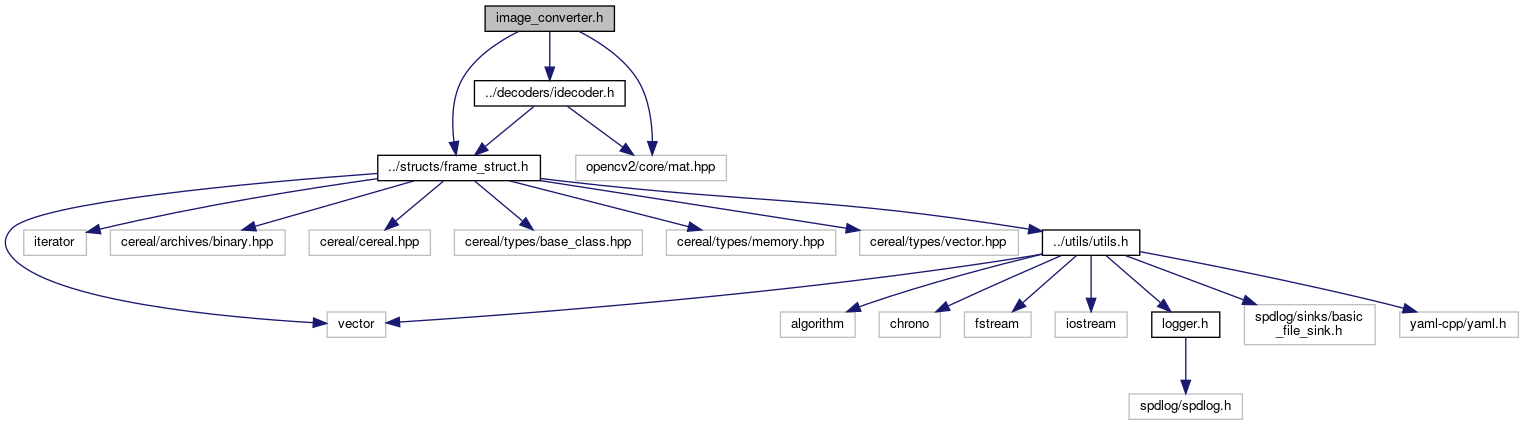 image_converter.h
../decoders/idecoder.h
../structs/frame_struct.h
opencv2/core/mat.hpp
iterator
cereal/archives/binary.hpp
cereal/cereal.hpp
cereal/types/base_class.hpp
cereal/types/memory.hpp
cereal/types/vector.hpp
../utils/utils.h
vector
algorithm
chrono
fstream
iostream
logger.h
spdlog/sinks/basic
_file_sink.h
yaml-cpp/yaml.h
spdlog/spdlog.h